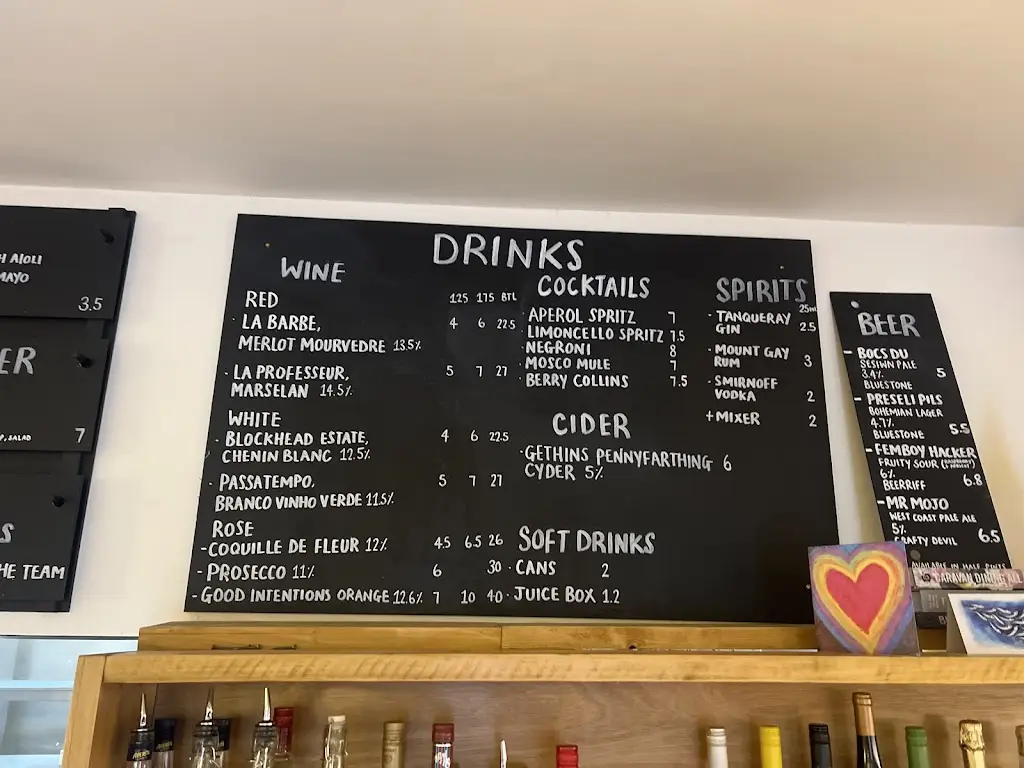 H AIOLI
MAYO
3.5
ER
P, SALAD
7
S
HE TEAM
DRINKS
WINE
RED 125 175 BTL
· LA BARBE, 4 6 22.5
MERLOT MOURVEDRE 13.5%
· LA PROFESSEUR, 5 7 27
MARSELAN 14.5%
WHITE
· BLOCKHEAD ESTATE, 4 6 22.5
CHENIN BLANC 12.5%
· PASSATEMPO, 5 7 27
BRANCO VINHO VERDE 11.5%
ROSE
- COQUILLE DE FLEUR 12% 4.5 6.5 26
- PROSECCO 11% 6 30
- GOOD INTENTIONS ORANGE 12.6% 7 10 40
COCKTAILS
· APEROL SPRITZ 7
· LIMONCELLO SPRITZ 7.5
· NEGRONI 8
· MOSCO MULE 7
· BERRY COLLINS 7.5
CIDER
· GETHINS PENNYFARTHING 6
CYDER 5%
SOFT DRINKS
· CANS 2
· JUICE BOX 1.2
SPIRITS
25ml
· TANQUERAY
GIN 2.5
· MOUNT GAY
RUM 3
· SMIRNOFF
VODKA 2
+ MIXER 2
BEER
- BOCS DU
SESIWN PALE 5
3.4%
BLUESTONE
- PRESELI PILS
BOHEMIAN LAGER
4.7% 5.5
BLUESTONE
- FEMBOY HACKER
FRUITY SOUR
6% 6.8
BEERRIFF
- MR MOJO
WEST COAST PALE ALE
5% 6.5
CRAFTY DEVIL
AVAILABLE IN HALF PINTS
CARAVAN DINING ALL